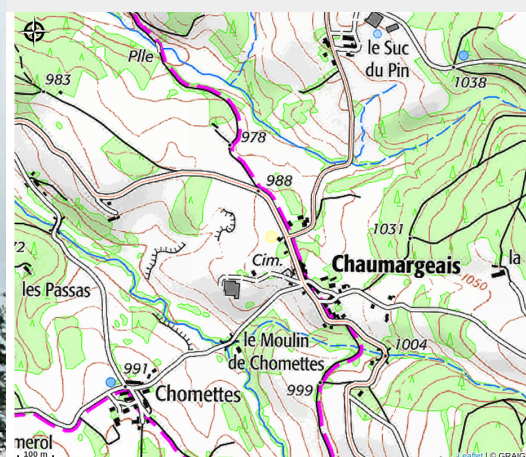 le Suc
du Pin
Plle
983
1038
978
988
1031
Cim.
Chaumargeais
la
1050
les Passas
le Moulin
de Chomettes
1004
991
999
Chomettes
merol
100 m
Leaflet | © GRAIG